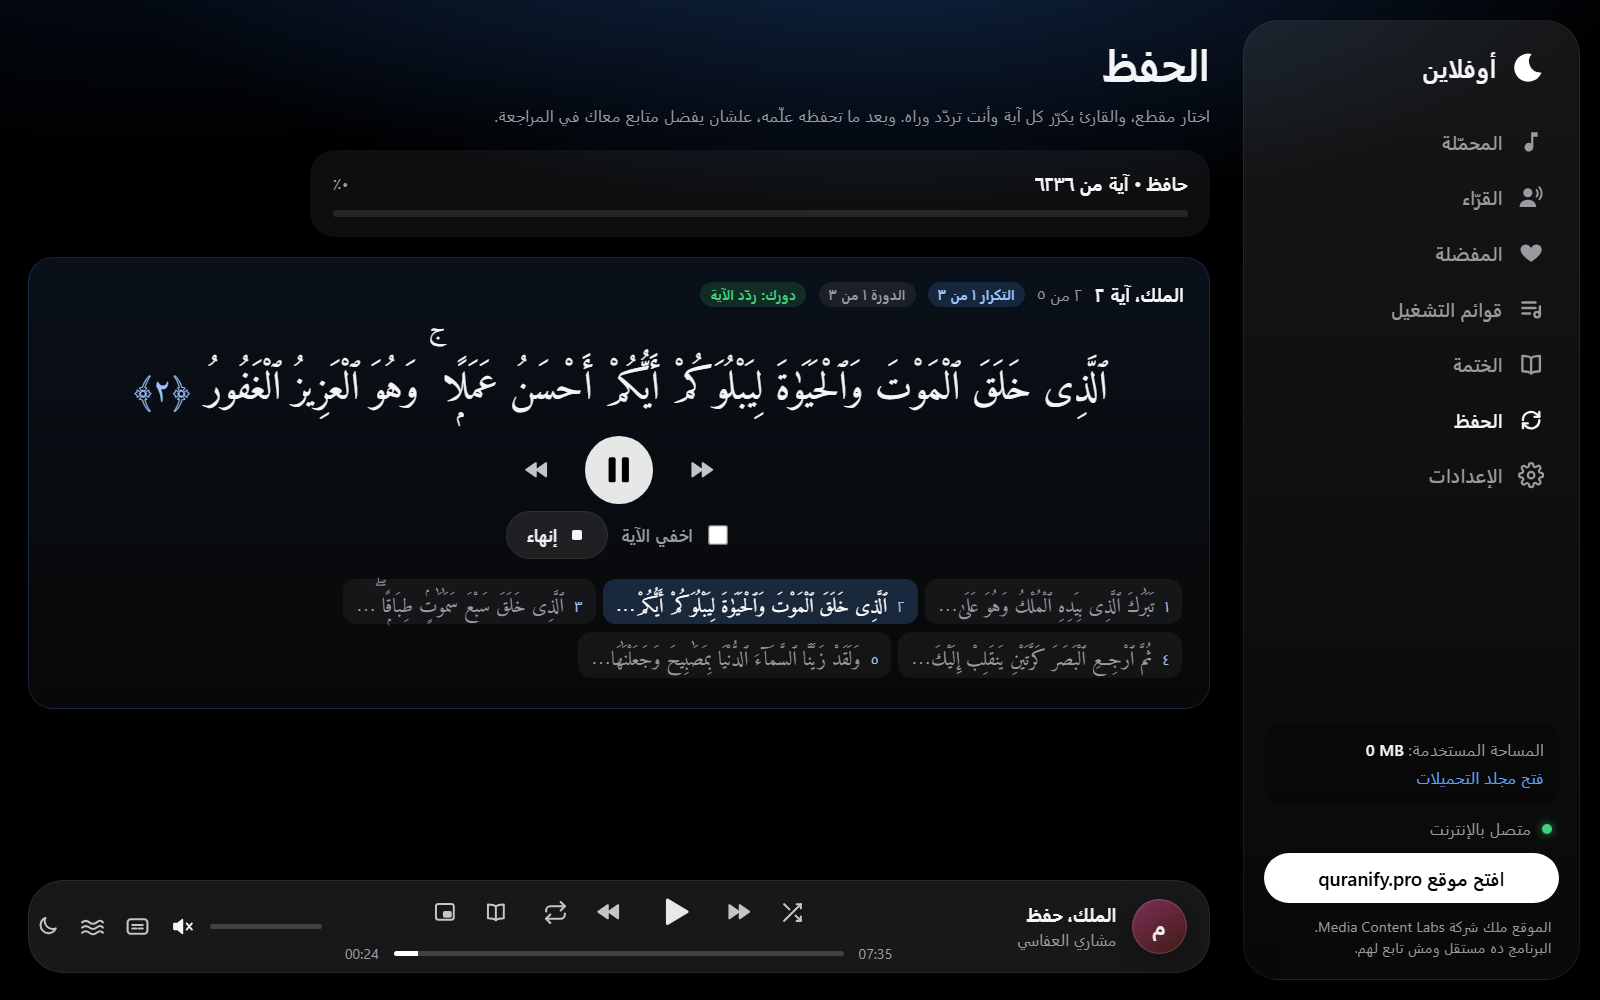 أوفلاين
المحمّلة
القرّاء
المفضلة
قوائم التشغيل
الختمة
الحفظ
الإعدادات
المساحة المستخدمة: 0 MB
فتح مجلد التحميلات
متصل بالإنترنت
افتح موقع quranify.pro
الموقع ملك شركة Media Content Labs.
البرنامج ده مستقل ومش تابع لهم.
الحفظ
اختار مقطع، والقارئ يكرّر كل آية وأنت تردّد وراه. وبعد ما تحفظه علّمه، علشان يفضل متابع معاك في المراجعة.
حافظ ٠ آية من ٦٢٣٦
٠٪
الملك، آية ٢ ٢ من ٥ التكرار ١ من ٣ الدورة ١ من ٣ دورك: ردّد الآية
ٱلَّذِى خَلَقَ ٱلْمَوْتَ وَٱلْحَيَوٰةَ لِيَبْلُوَكُمْ أَيُّكُمْ أَحْسَنُ عَمَلًۭا ۚ وَهُوَ ٱلْعَزِيزُ ٱلْغَفُورُ ﴿٢﴾
اخفي الآية
إنهاء
١ تَبَٰرَكَ ٱلَّذِى بِيَدِهِ ٱلْمُلْكُ وَهُوَ عَلَىٰ...
٢ ٱلَّذِى خَلَقَ ٱلْمَوْتَ وَٱلْحَيَوٰةَ لِيَبْلُوَكُمْ أَيُّكُمْ...
٣ ٱلَّذِى خَلَقَ سَبْعَ سَمَٰوَٰتٍۢ طِبَاقًۭا ۖ ...
٤ ثُمَّ ٱرْجِعِ ٱلْبَصَرَ كَرَّتَيْنِ يَنقَلِبْ إِلَيْكَ...
٥ وَلَقَدْ زَيَّنَّا ٱلسَّمَآءَ ٱلدُّنْيَا بِمَصَٰبِيحَ وَجَعَلْنَٰهَا...
م
الملك، حفظ
مشاري العفاسي
00:24
07:35